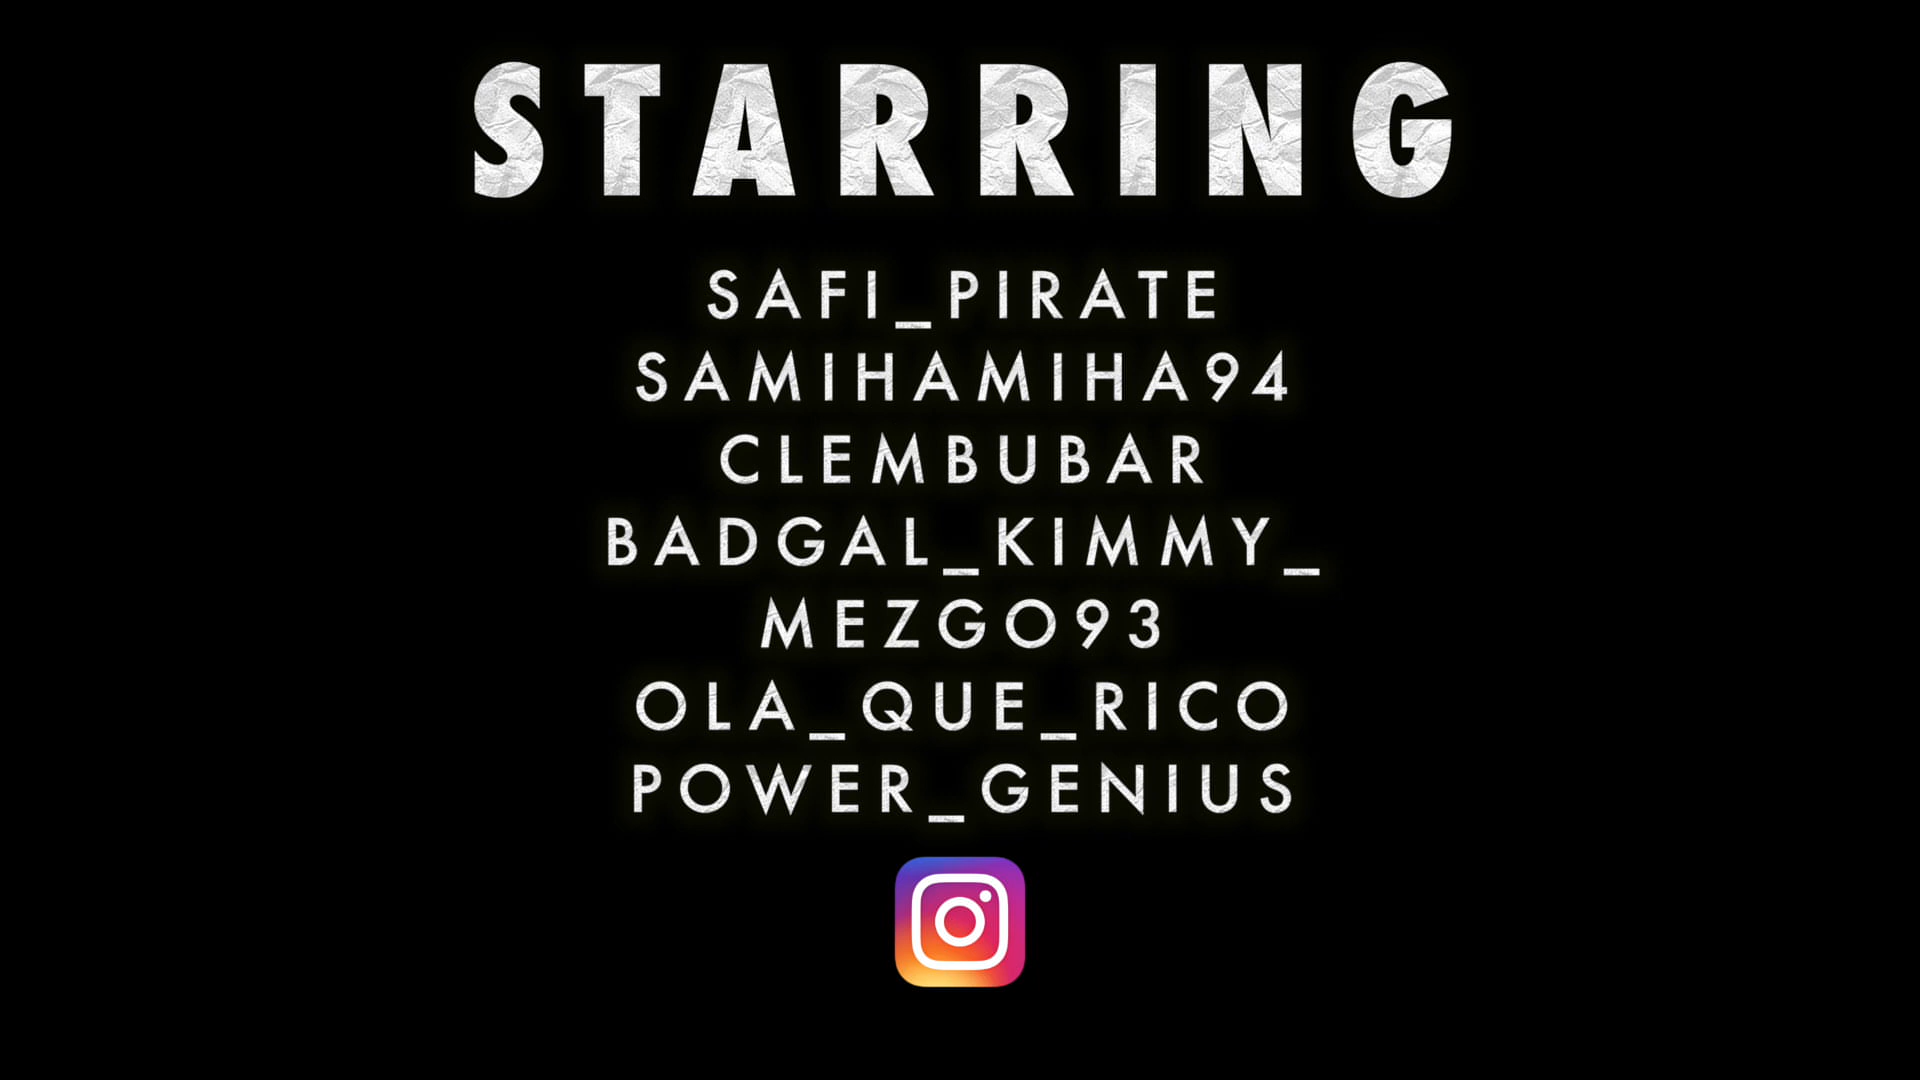 STARRING
SAFI_PIRATE
SAMIHAMIHA94
CLEMBUBAR
BADGAL_KIMMY_
MEZGO93
OLA_QUE_RICO
POWER_GENIUS